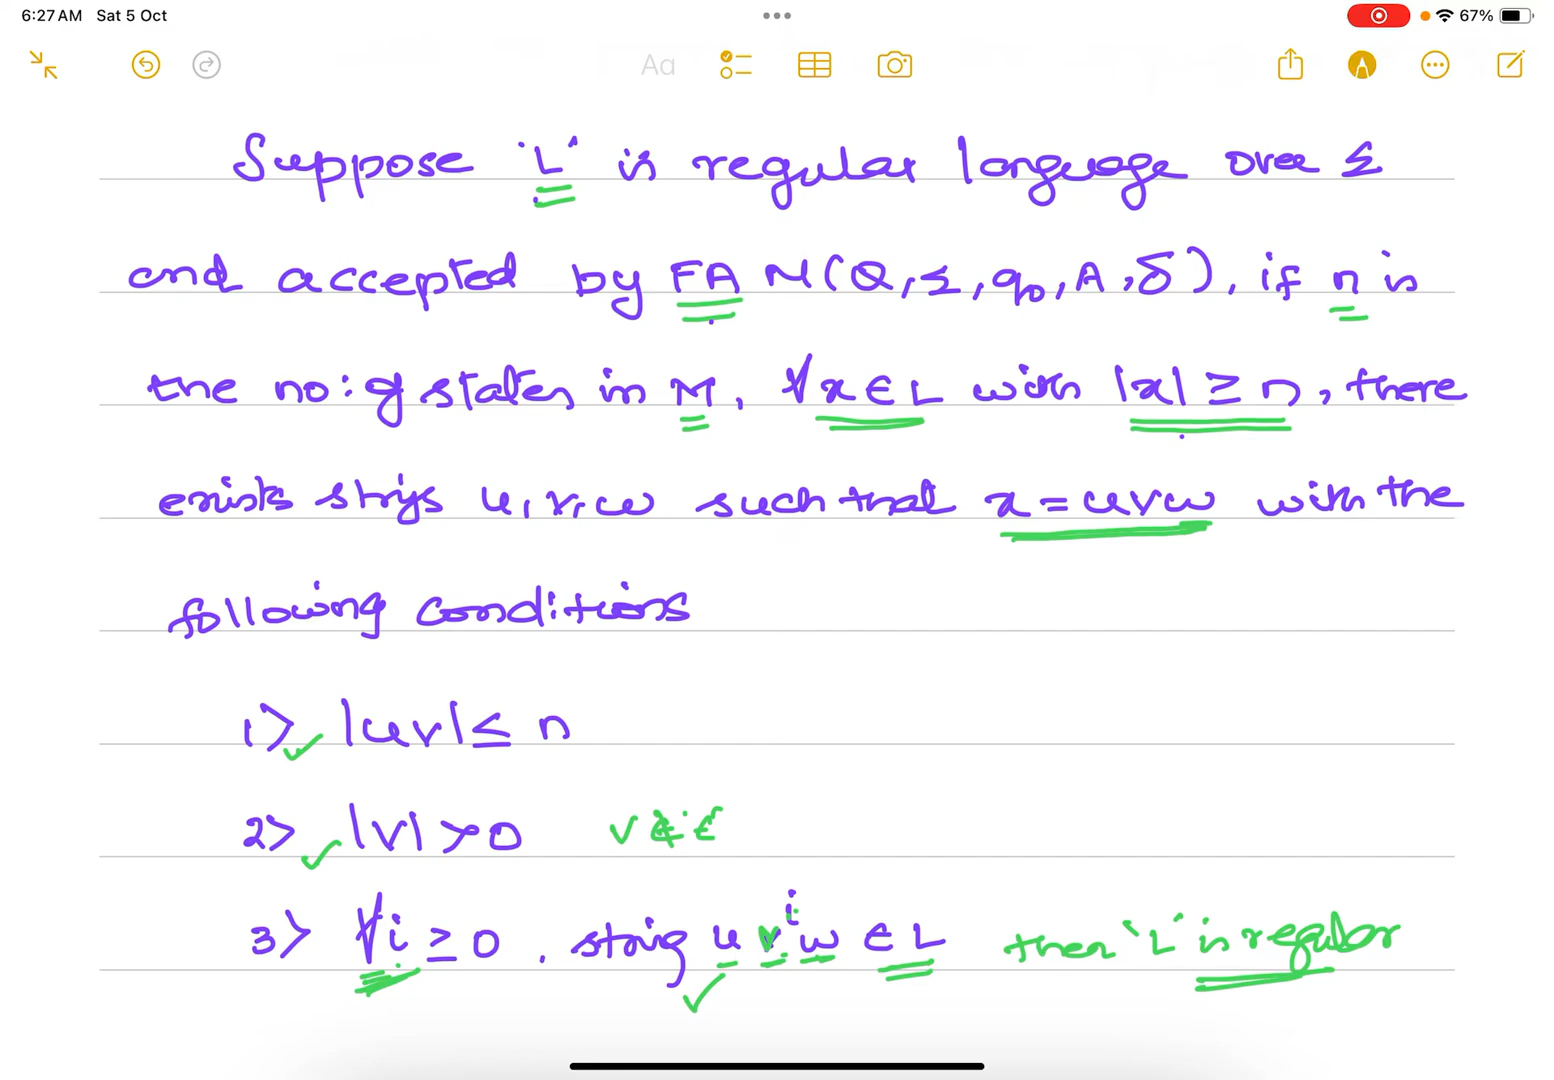 6:27 AM Sat 5 Oct 67%
Aa
Suppose 'L' is regular language over Σ
and accepted by FA M(Q, Σ, q0, A, δ), if n is
the no: of states in M, ∀x∈L with |x| ≥ n, there
exists strings u, v, w such that x = uvw with the
following conditions
1> |uv| ≤ n
2> |v| > 0 v ∉ ϵ
3> ∀i ≥ 0, string u vⁱ w ∈ L then 'L' is regular